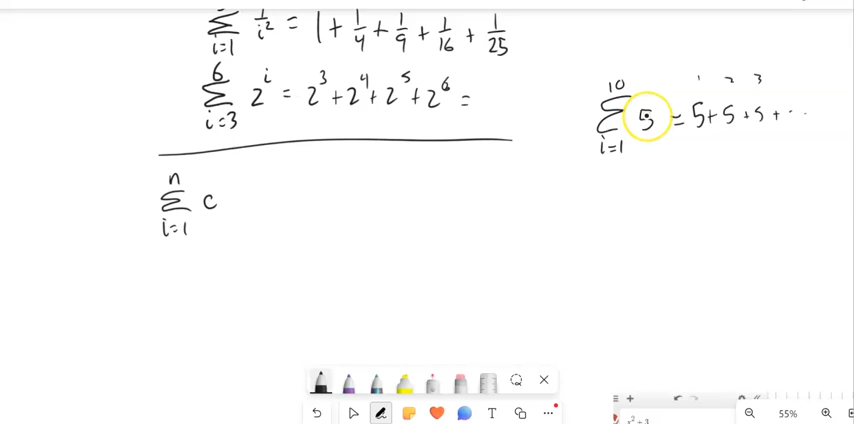 ∑_{i=1} 1/i² = 1 + 1/4 + 1/9 + 1/16 + 1/25
∑_{i=3}^{6} 2^i = 2³ + 2⁴ + 2⁵ + 2⁶ =
1 2 3
∑_{i=1}^{10} 5 = 5 + 5 + 5 + ...
∑_{i=1}^{n} c
T
55%